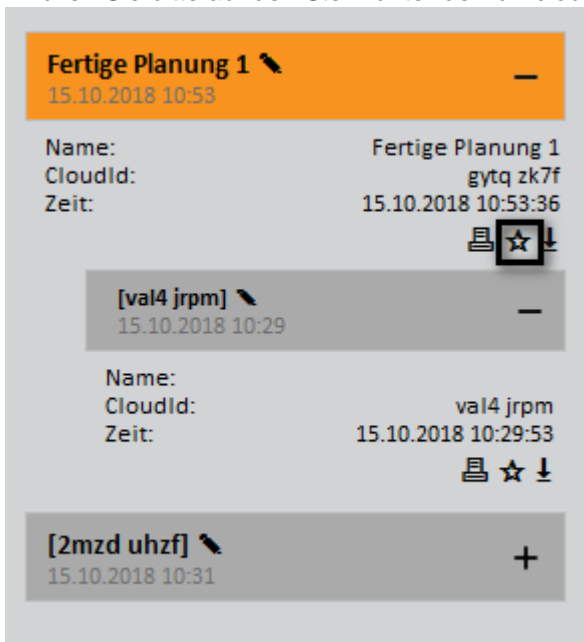 Fertige Planung 1
15.10.2018 10:53
Name: Fertige Planung 1
CloudId: gytq zk7f
Zeit: 15.10.2018 10:53:36
[val4 jrpm]
15.10.2018 10:29
Name:
CloudId: val4 jrpm
Zeit: 15.10.2018 10:29:53
[2mzd uhzf]
15.10.2018 10:31